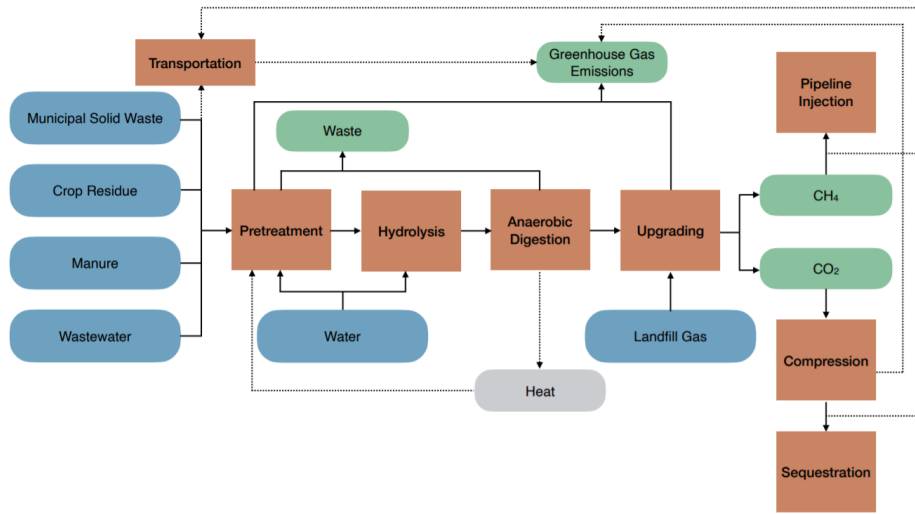 Transportation
Greenhouse Gas
Emissions
Pipeline
Injection
Municipal Solid Waste
Waste
Crop Residue
CH₄
Pretreatment
Hydrolysis
Anaerobic
Digestion
Upgrading
Manure
CO₂
Wastewater
Water
Landfill Gas
Compression
Heat
Sequestration